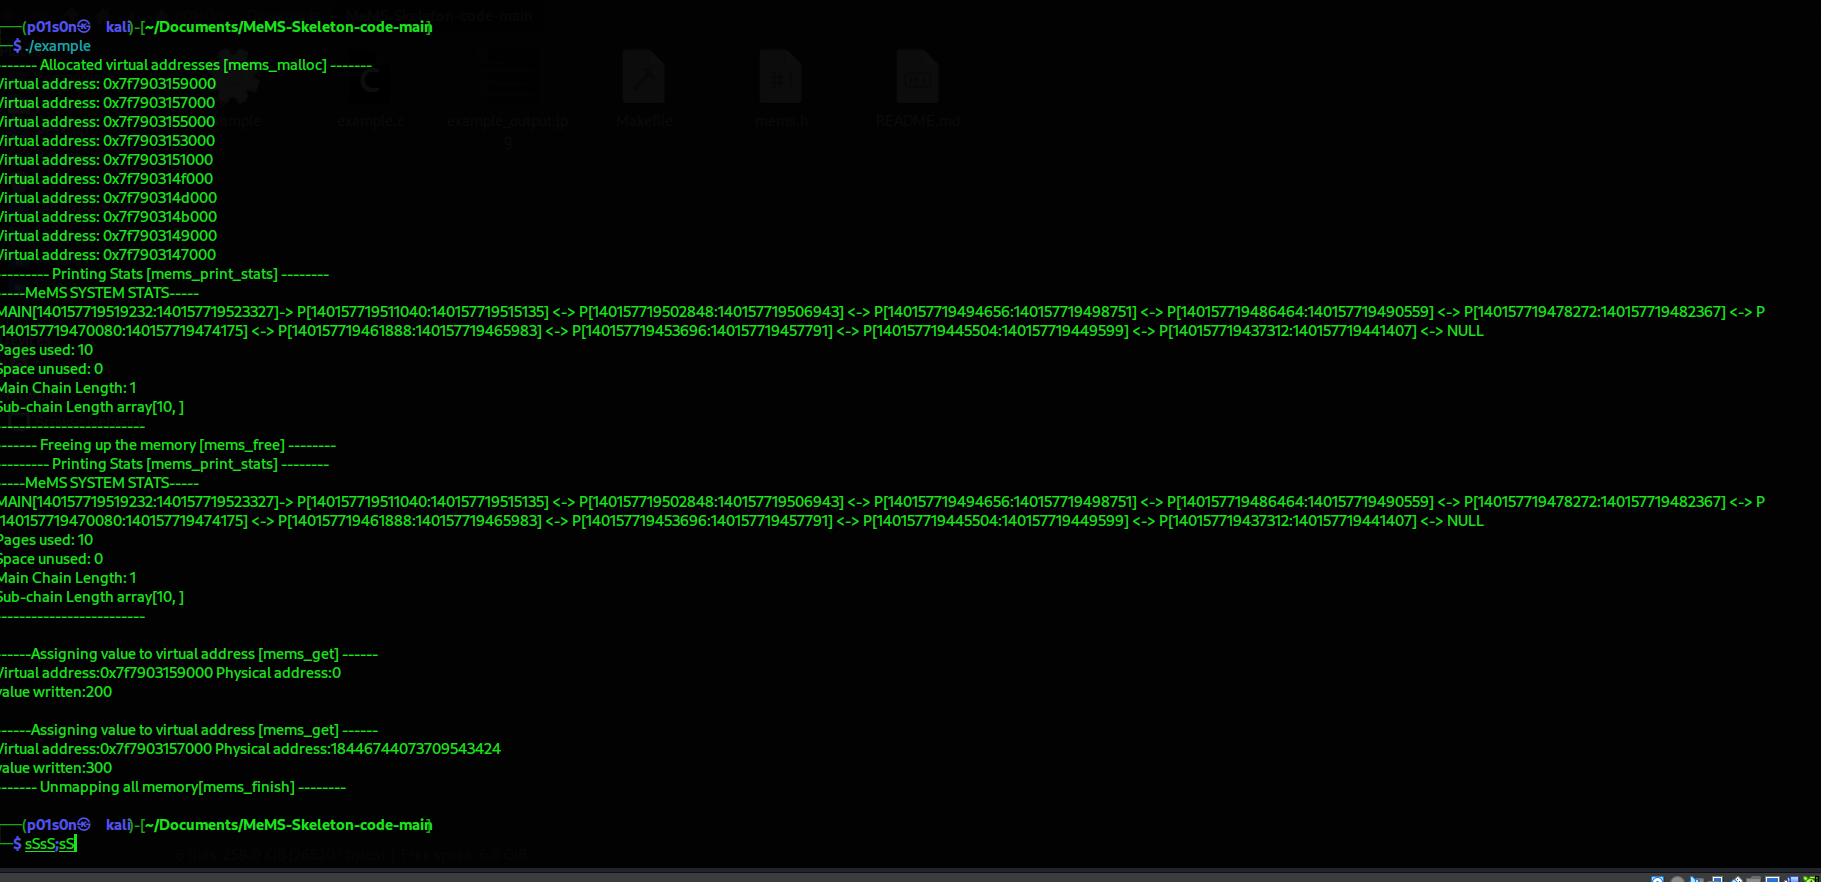 (p01s0n㉿ kali)-[~/Documents/MeMS-Skeleton-code-main]
$ ./example
------- Allocated virtual addresses [mems_malloc] -------
Virtual address: 0x7f7903159000
Virtual address: 0x7f7903157000
Virtual address: 0x7f7903155000
Virtual address: 0x7f7903153000
Virtual address: 0x7f7903151000
Virtual address: 0x7f790314f000
Virtual address: 0x7f790314d000
Virtual address: 0x7f790314b000
Virtual address: 0x7f7903149000
Virtual address: 0x7f7903147000
--------- Printing Stats [mems_print_stats] --------
-----MeMS SYSTEM STATS-----
MAIN[140157719519232:140157719523327]-> P[140157719511040:140157719515135] <-> P[140157719502848:140157719506943] <-> P[140157719494656:140157719498751] <-> P[140157719486464:140157719490559] <-> P[140157719478272:140157719482367] <-> P
[140157719470080:140157719474175] <-> P[140157719461888:140157719465983] <-> P[140157719453696:140157719457791] <-> P[140157719445504:140157719449599] <-> P[140157719437312:140157719441407] <-> NULL
Pages used: 10
Space unused: 0
Main Chain Length: 1
Sub-chain Length array[10, ]
-------------------------
------- Freeing up the memory [mems_free] --------
--------- Printing Stats [mems_print_stats] --------
-----MeMS SYSTEM STATS-----
MAIN[140157719519232:140157719523327]-> P[140157719511040:140157719515135] <-> P[140157719502848:140157719506943] <-> P[140157719494656:140157719498751] <-> P[140157719486464:140157719490559] <-> P[140157719478272:140157719482367] <-> P
[140157719470080:140157719474175] <-> P[140157719461888:140157719465983] <-> P[140157719453696:140157719457791] <-> P[140157719445504:140157719449599] <-> P[140157719437312:140157719441407] <-> NULL
Pages used: 10
Space unused: 0
Main Chain Length: 1
Sub-chain Length array[10, ]
-------------------------
------Assigning value to virtual address [mems_get] ------
Virtual address:0x7f7903159000 Physical address:0
value written:200
------Assigning value to virtual address [mems_get] ------
Virtual address:0x7f7903157000 Physical address:18446744073709543424
value written:300
------- Unmapping all memory[mems_finish] --------
(p01s0n㉿ kali)-[~/Documents/MeMS-Skeleton-code-main]
$ sSsS;sS
example.c
example_output.jp
g
Makefile
mems.h
README.md